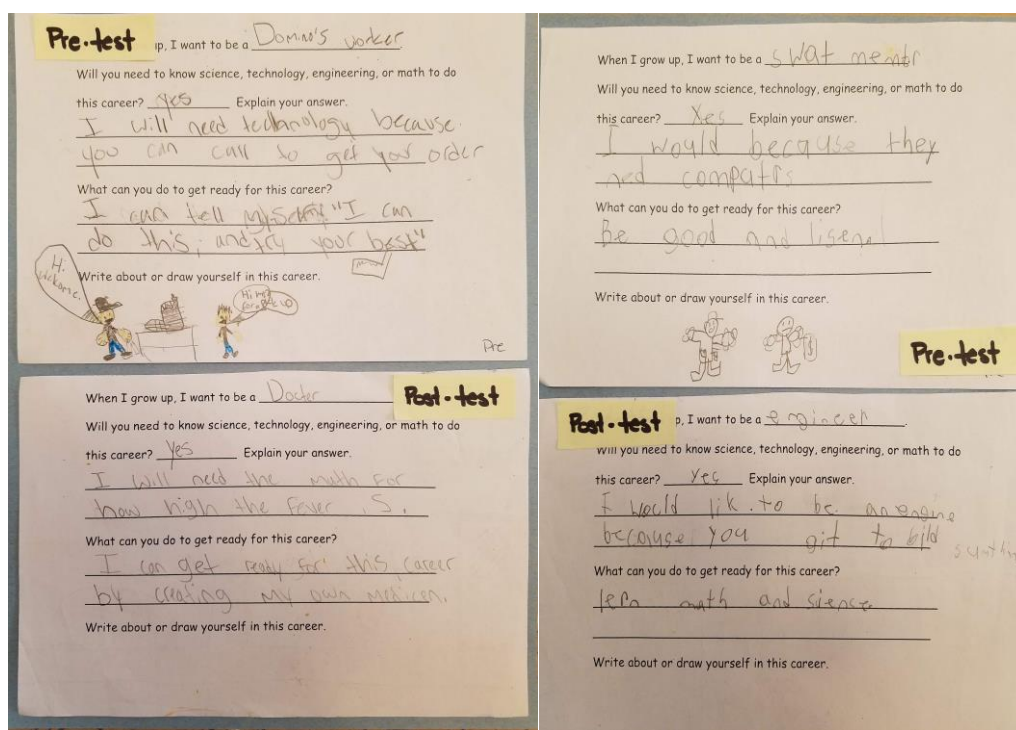 Pre-test
up, I want to be a Domino's worker
Will you need to know science, technology, engineering, or math to do
this career? yes Explain your answer.
I will need technology because
you can call to get your order
What can you do to get ready for this career?
I can tell myself "I can
do this, and try your best"
Write about or draw yourself in this career.
Hi
welcome.
Pre
When I grow up, I want to be a Docter
Post-test
Will you need to know science, technology, engineering, or math to do
this career? Yes Explain your answer.
I will need the math for
how high the fever .S.
What can you do to get ready for this career?
I can get ready for this career
by creating my own medicen.
Write about or draw yourself in this career.
When I grow up, I want to be a swat
Will you need to know science, technology, engineering, or math to do
this career? Yes Explain your answer.
I would because they
ned computrs
What can you do to get ready for this career?
Be good and lisen
Write about or draw yourself in this career.
Pre-test
Post-test
p, I want to be a engineer.
Will you need to know science, technology, engineering, or math to do
this career? Yes Explain your answer.
I would lik. to be an engine
because you git to bild
What can you do to get ready for this career?
lern math and sience
Write about or draw yourself in this career.